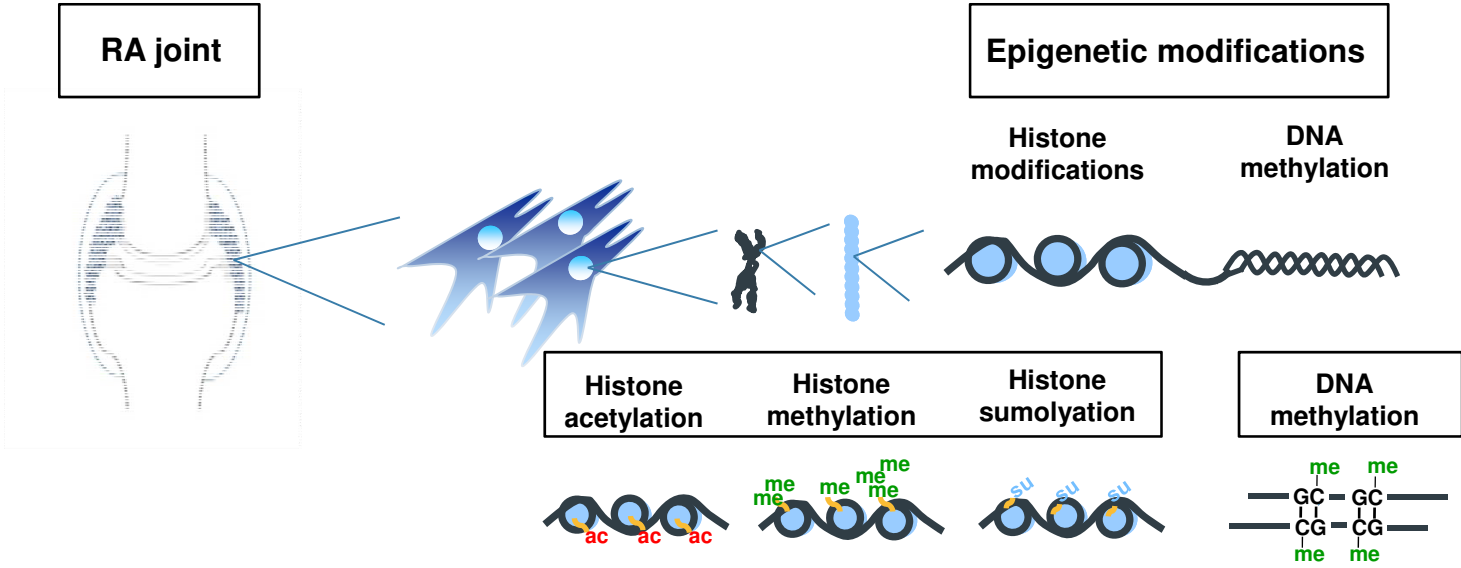 RA joint
Epigenetic modifications
Histone
modifications
DNA
methylation
Histone
acetylation
Histone
methylation
Histone
sumolyation
DNA
methylation
ac
ac
ac
me
me
me
me
me
me
su
su
su
me
me
GC
GC
CG
CG
me
me